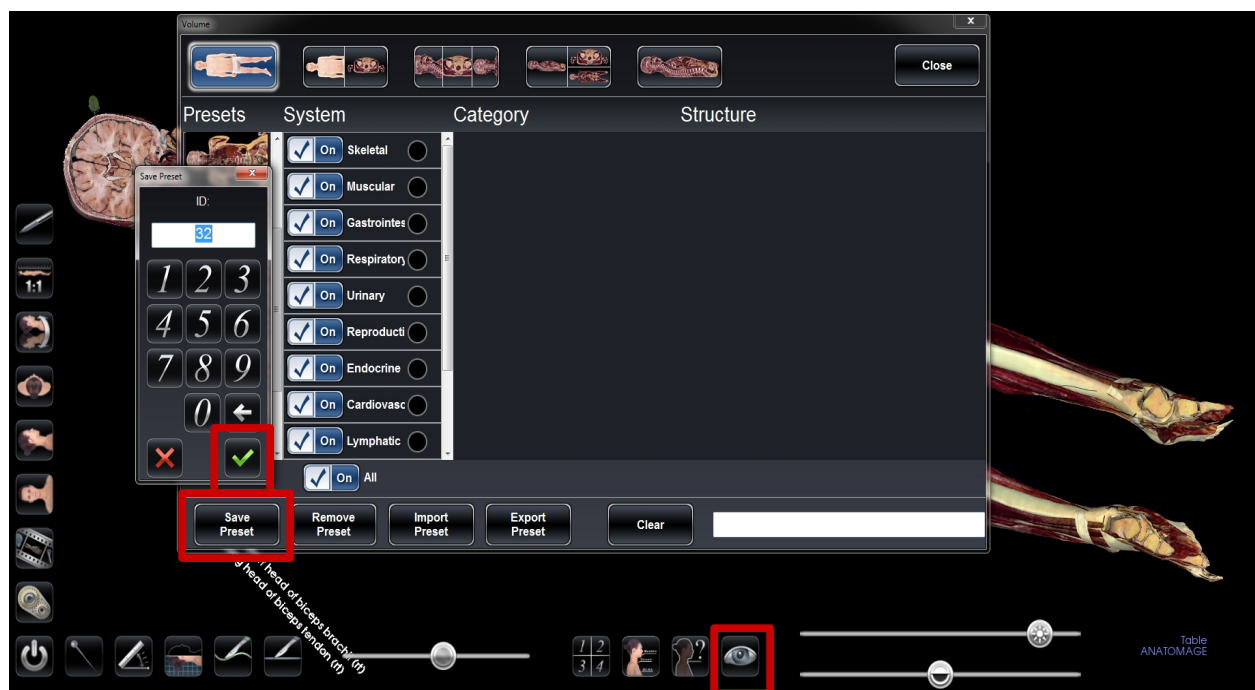 Volume
x
Close
Presets
System
Category
Structure
On Skeletal
On Muscular
On Gastrointes
On Respiratory
On Urinary
On Reproducti
On Endocrine
On Cardiovasc
On Lymphatic
On All
Save Preset
x
ID:
32
1 2 3
4 5 6
7 8 9
0
Save
Preset
Remove
Preset
Import
Preset
Export
Preset
Clear
1:1
head of biceps brachii (rt)
head of biceps tendon (rt)
1 2
3 4
?
Table
ANATOMAGE